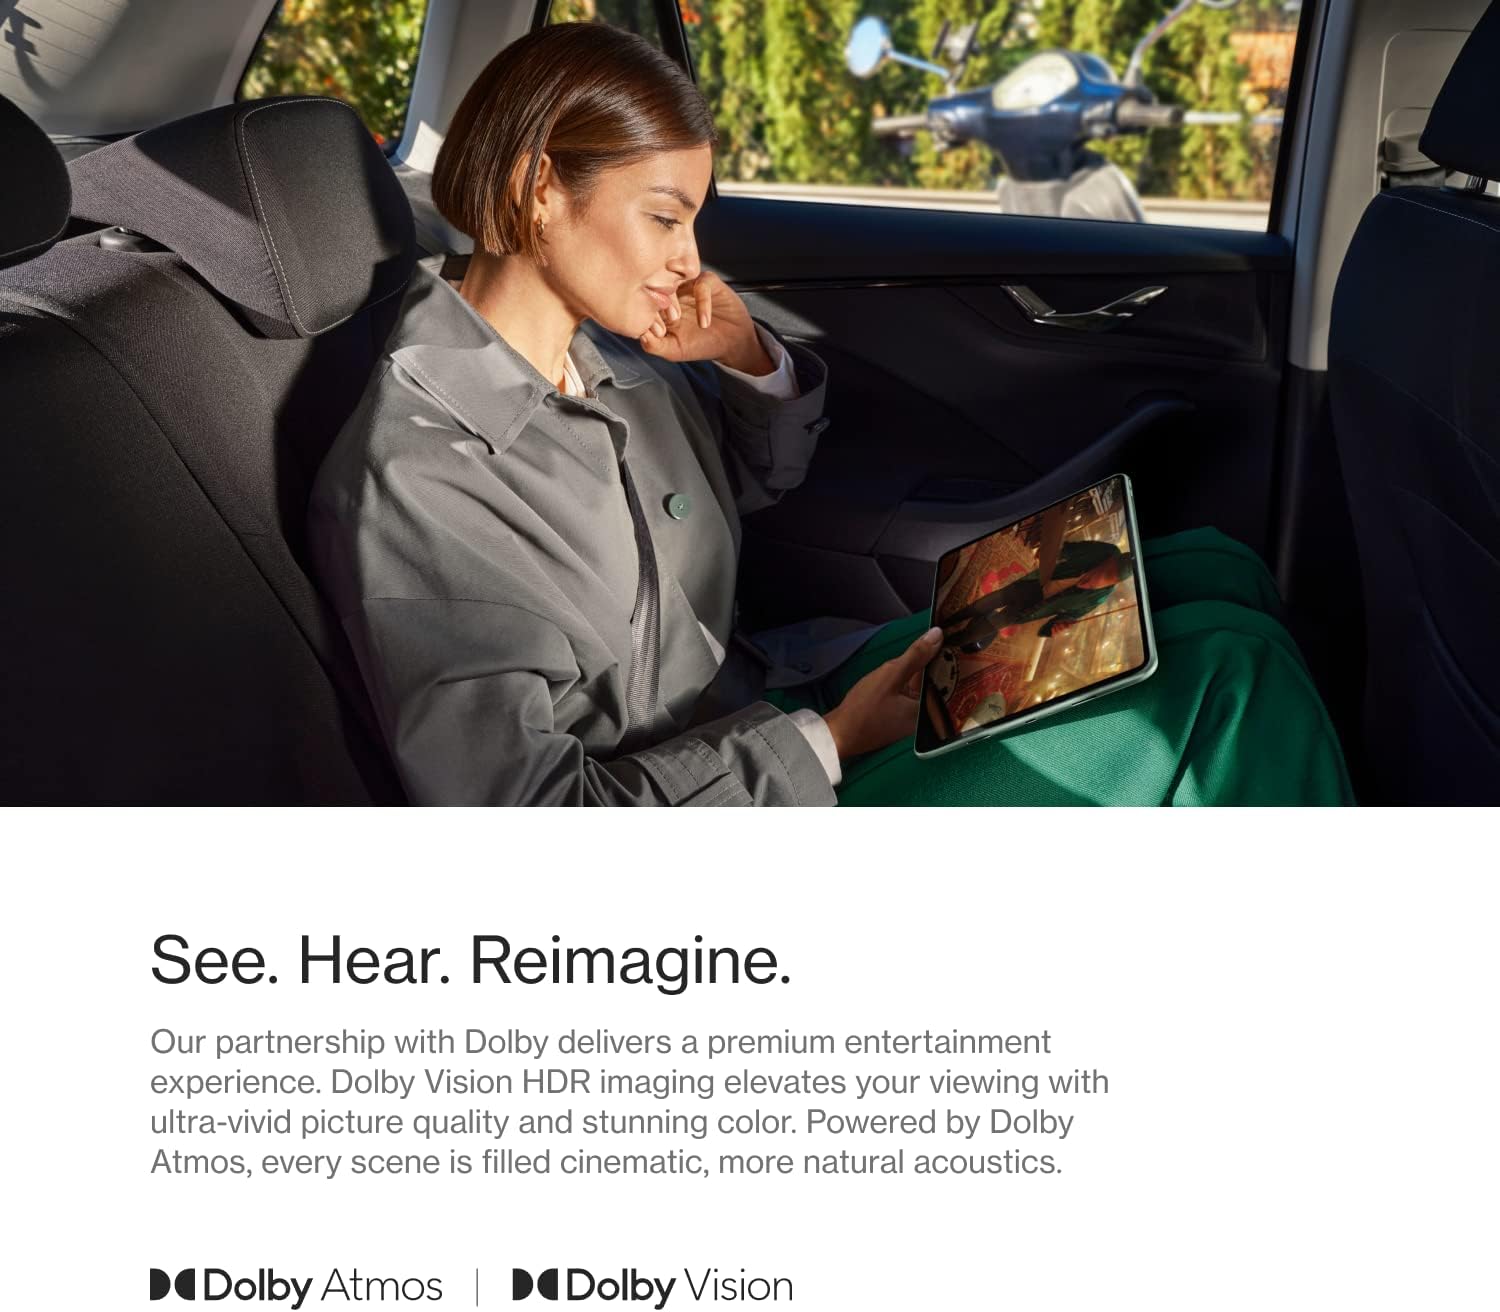 See. Hear. Reimagine.
Our partnership with Dolby delivers a premium entertainment
experience. Dolby Vision HDR imaging elevates your viewing with
ultra-vivid picture quality and stunning color. Powered by Dolby
Atmos, every scene is filled cinematic, more natural acoustics.
Dolby Atmos | Dolby Vision